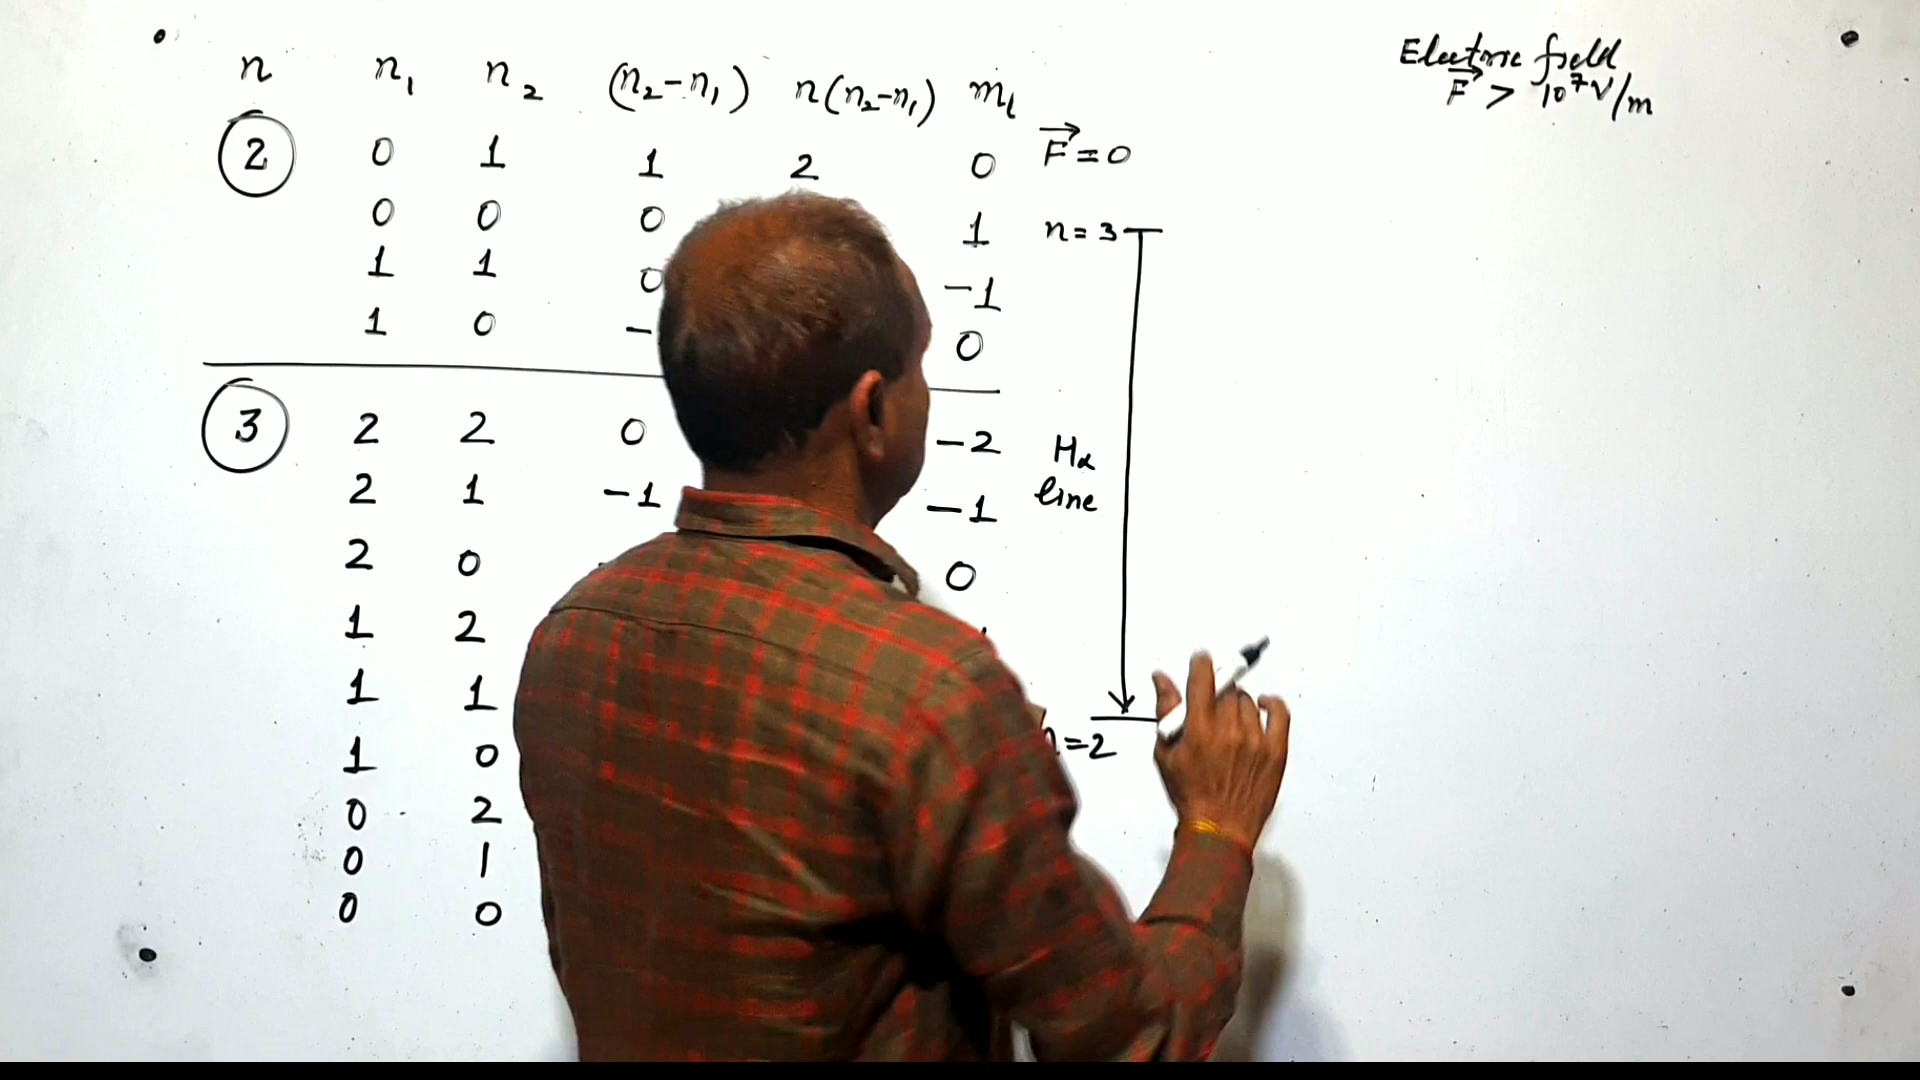 n n₁ n₂ (n₂-n₁) n(n₂-n₁) mₗ
2 0 1 1 2 0
0 0 0 1
1 1 0 -1
1 0 - 0
3 2 2 0 -2
2 1 -1 -1
2 0 0
1 2
1 1
1 0
0 2
0 1
0 0
F⃗=0
n=3
Hα
line
n=2
Electric field
F⃗ > 10⁷V/m